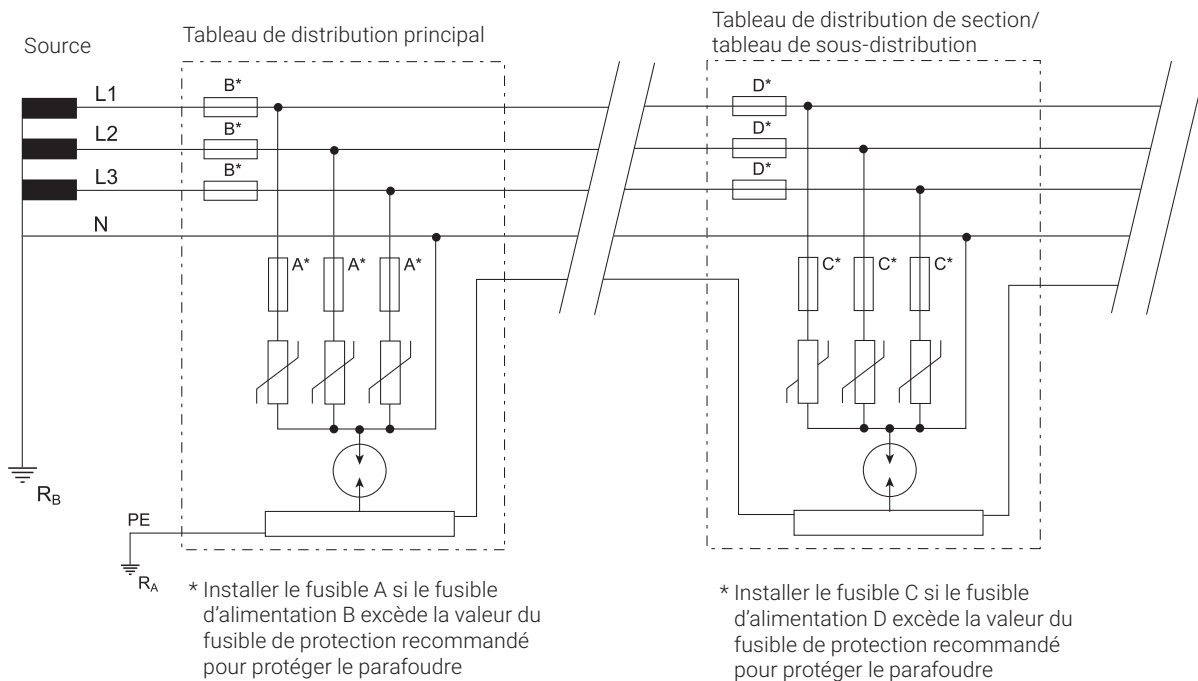 Source
Tableau de distribution principal
Tableau de distribution de section/
tableau de sous-distribution
L1
B*
D*
L2
B*
D*
L3
B*
D*
N
A*
A*
A*
C*
C*
C*
RB
PE
RA
* Installer le fusible A si le fusible
d'alimentation B excède la valeur du
fusible de protection recommandé
pour protéger le parafoudre
* Installer le fusible C si le fusible
d'alimentation D excède la valeur du
fusible de protection recommandé
pour protéger le parafoudre